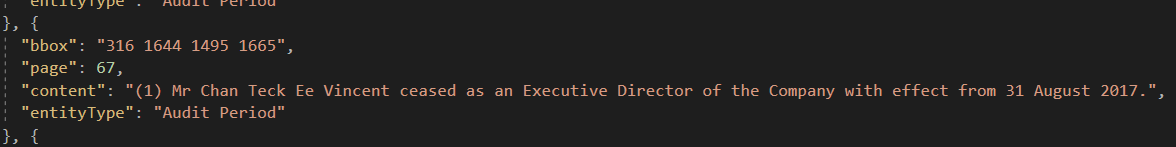 "entityType": "Audit Period"
}, {
"bbox": "316 1644 1495 1665",
"page": 67,
"content": "(1) Mr Chan Teck Ee Vincent ceased as an Executive Director of the Company with effect from 31 August 2017.",
"entityType": "Audit Period"
}, {